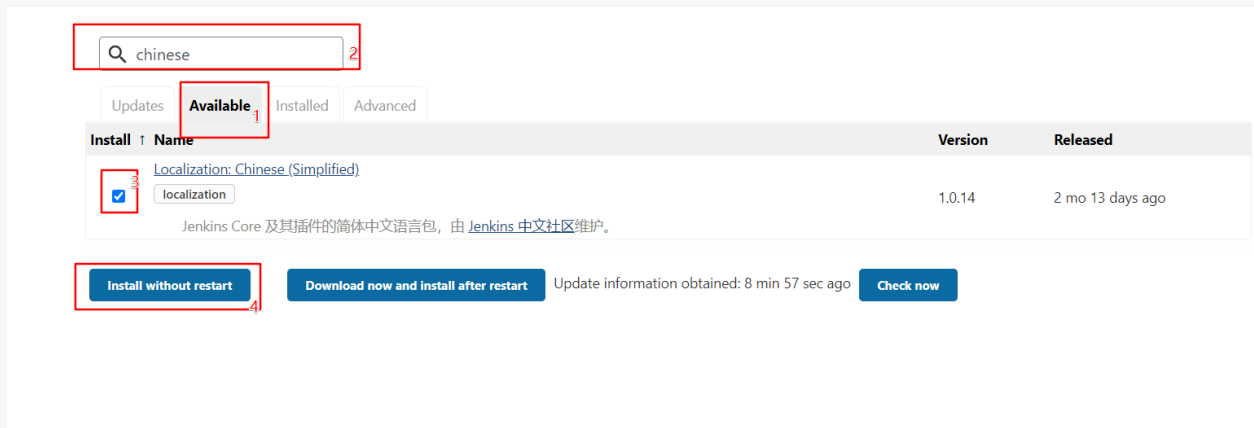 chinese
2
Updates Available Installed Advanced
1
Install ↑ Name Version Released
Localization: Chinese (Simplified)
3
localization
1.0.14 2 mo 13 days ago
Jenkins Core 及其插件的简体中文语言包，由 Jenkins 中文社区维护。
Install without restart Download now and install after restart Update information obtained: 8 min 57 sec ago Check now
4